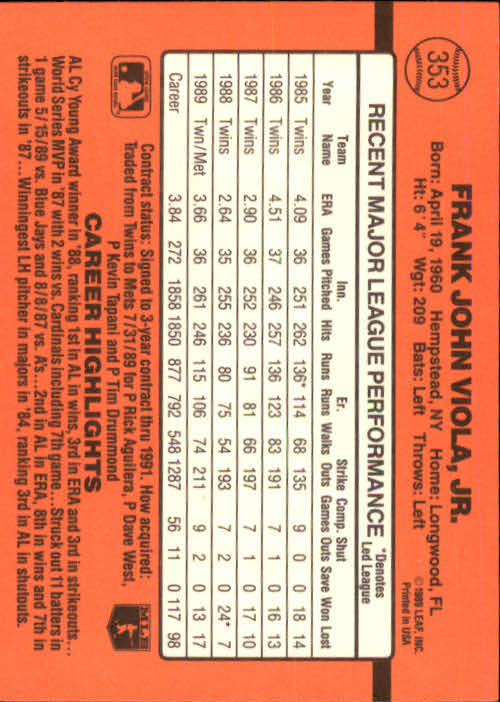 353
FRANK JOHN VIOLA, JR.
Born: April 19, 1960 Hempstead, NY Home: Longwood, FL
Ht: 6'4" Wgt: 209 Bats: Left Throws: Left
© 1989 LEAF, INC.
Printed in USA
RECENT MAJOR LEAGUE PERFORMANCE
*Denotes Led League
Year Team Name ERA Games Inn. Pitched Hits Runs Er. Runs Walks Strike Outs Comp. Games Shut Outs Save Won Lost
1985 Twins 4.09 36 251 262 136* 114 68 135 9 0 0 18 14
1986 Twins 4.51 37 246 257 136 123 83 191 7 1 0 16 13
1987 Twins 2.90 36 252 230 91 81 66 197 7 1 0 17 10
1988 Twins 2.64 35 255 236 80 75 54 193 7 2 0 24* 7
1989 Twn/Met 3.66 36 261 246 115 106 74 211 9 2 0 13 17
Career 3.84 272 1858 1850 877 792 548 1287 56 11 0 117 98
Contract status: Signed to 3-year contract thru 1991. How acquired:
Traded from Twins to Mets 7/31/89 for P Rick Aguilera, P Dave West,
P Kevin Tapani and P Tim Drummond
MLB
CAREER HIGHLIGHTS
AL Cy Young Award winner in '88, ranking 1st in AL in wins, 3rd in ERA and 3rd in strikeouts...
World Series MVP in '87 with 2 wins vs. Cardinals including 7th game...Struck out 11 batters in
1 game 5/15/89 vs. Blue Jays and 8/8/87 vs. A's...2nd in AL in ERA, 8th in wins and 7th in
strikeouts in '87...Winningest LH pitcher in majors in '84, ranking 3rd in AL in shutouts.